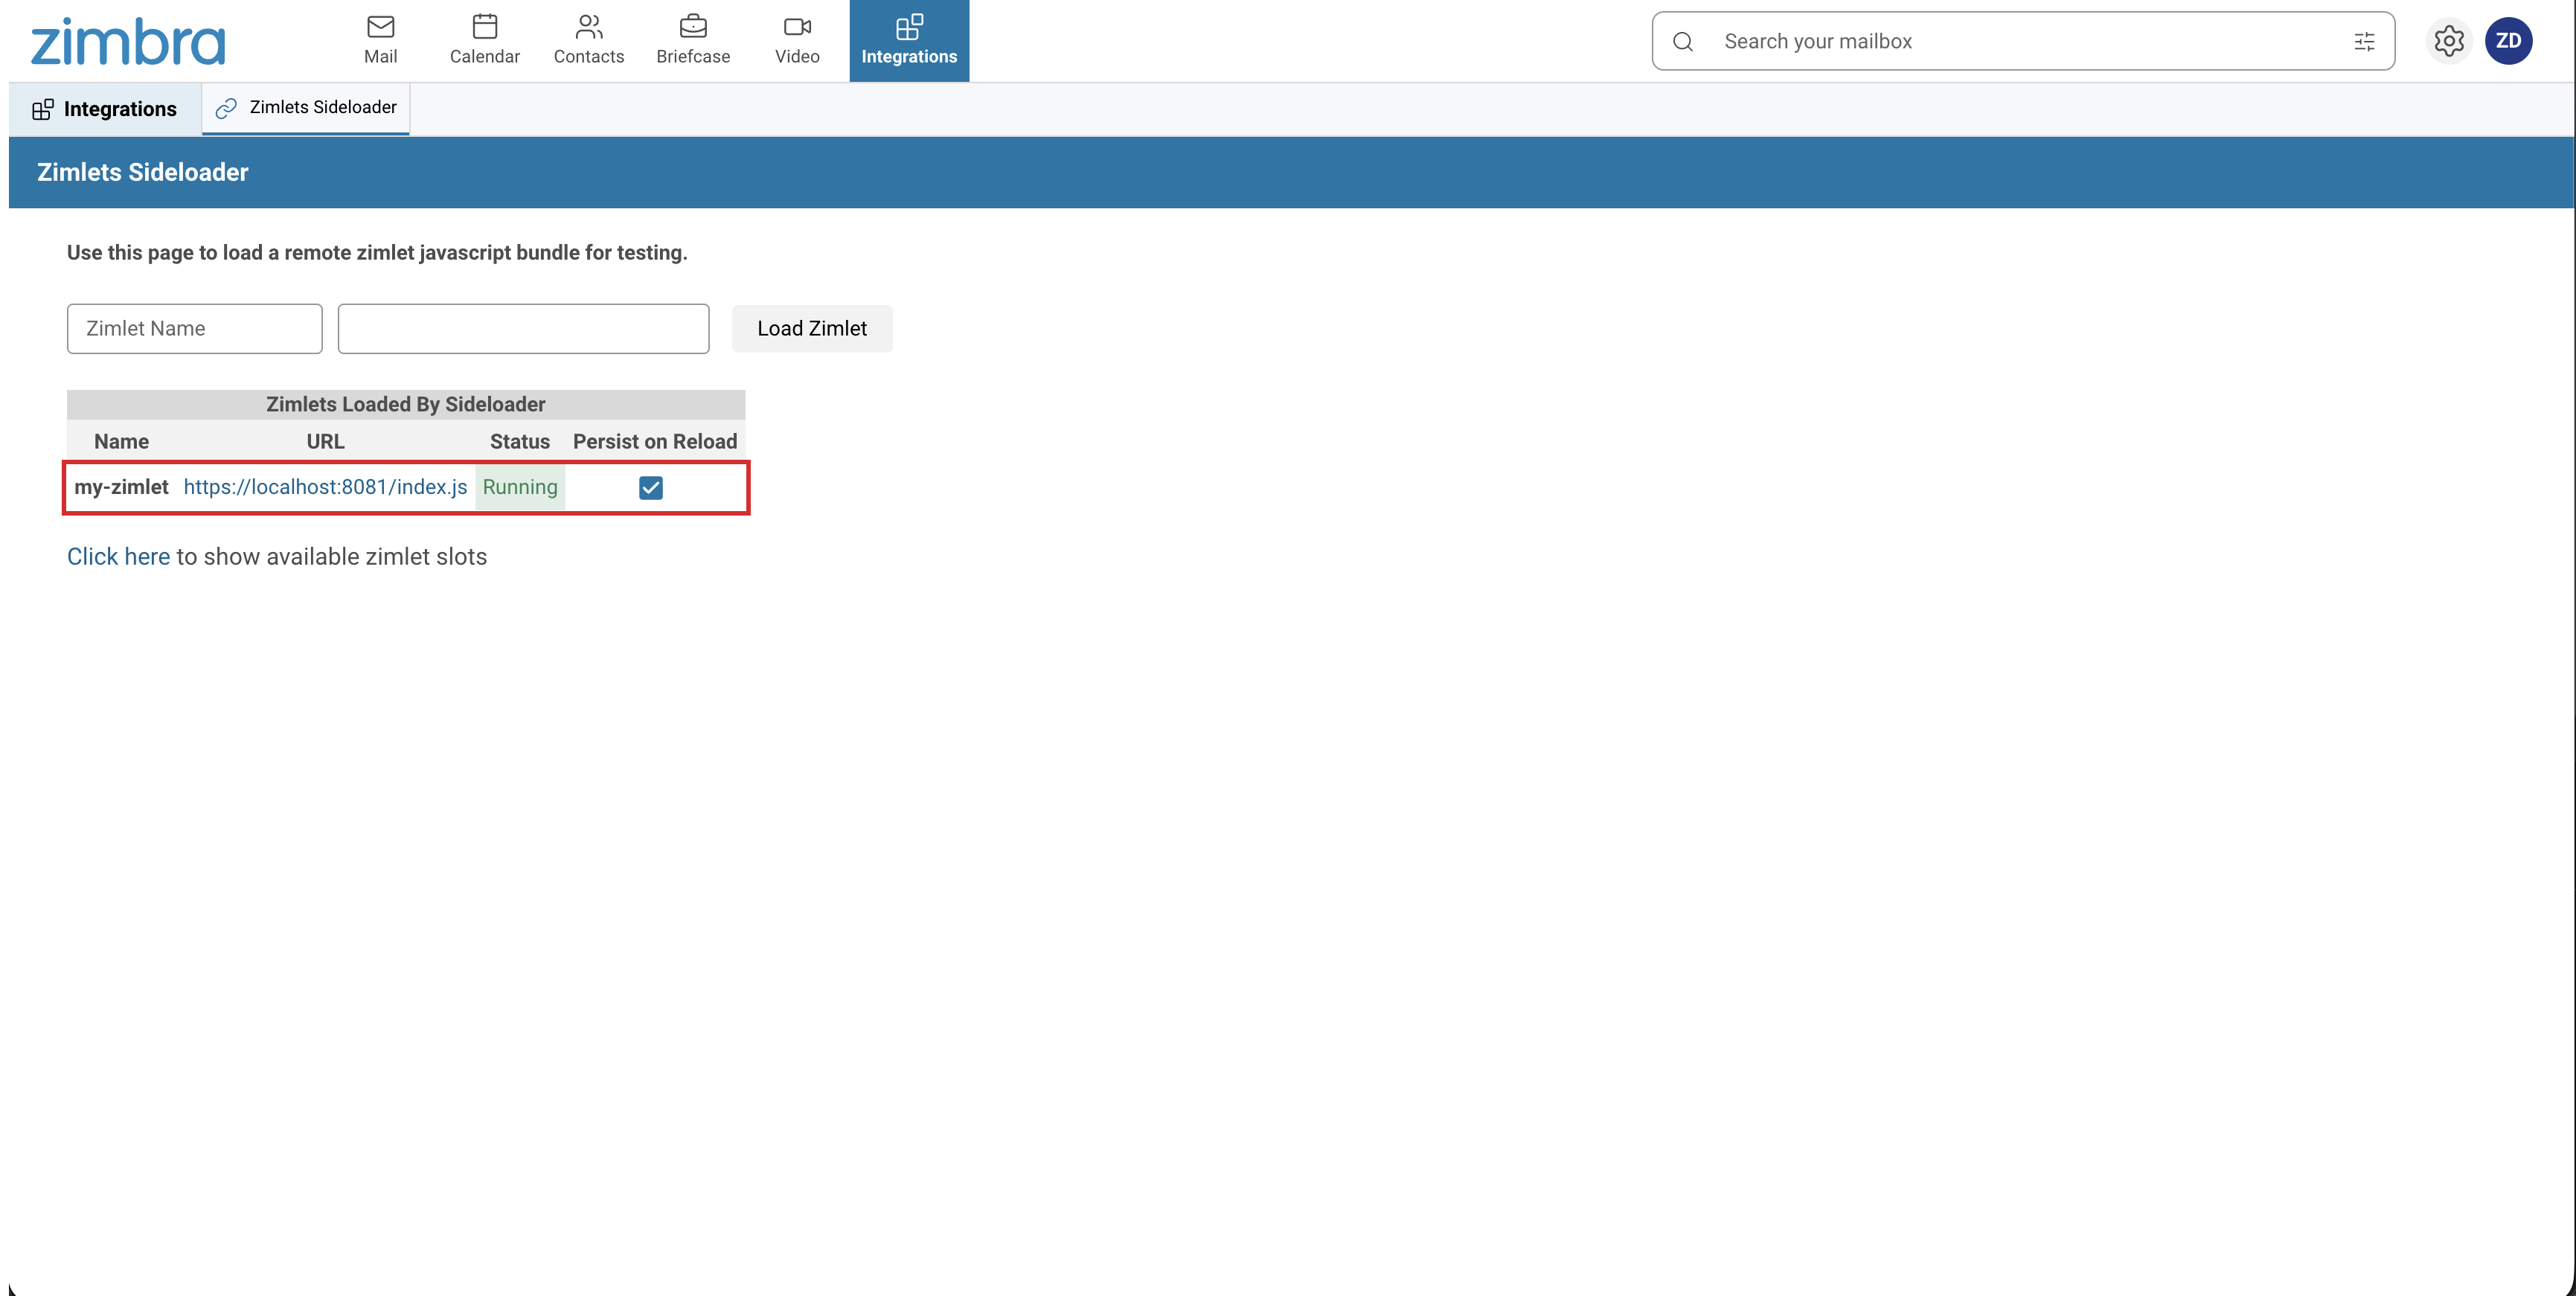 zimbra
Mail Calendar Contacts Briefcase Video Integrations
Search your mailbox
ZD
Integrations Zimlets Sideloader
Zimlets Sideloader
Use this page to load a remote zimlet javascript bundle for testing.
Zimlet Name
Load Zimlet
Zimlets Loaded By Sideloader
Name URL Status Persist on Reload
my-zimlet https://localhost:8081/index.js Running
Click here to show available zimlet slots